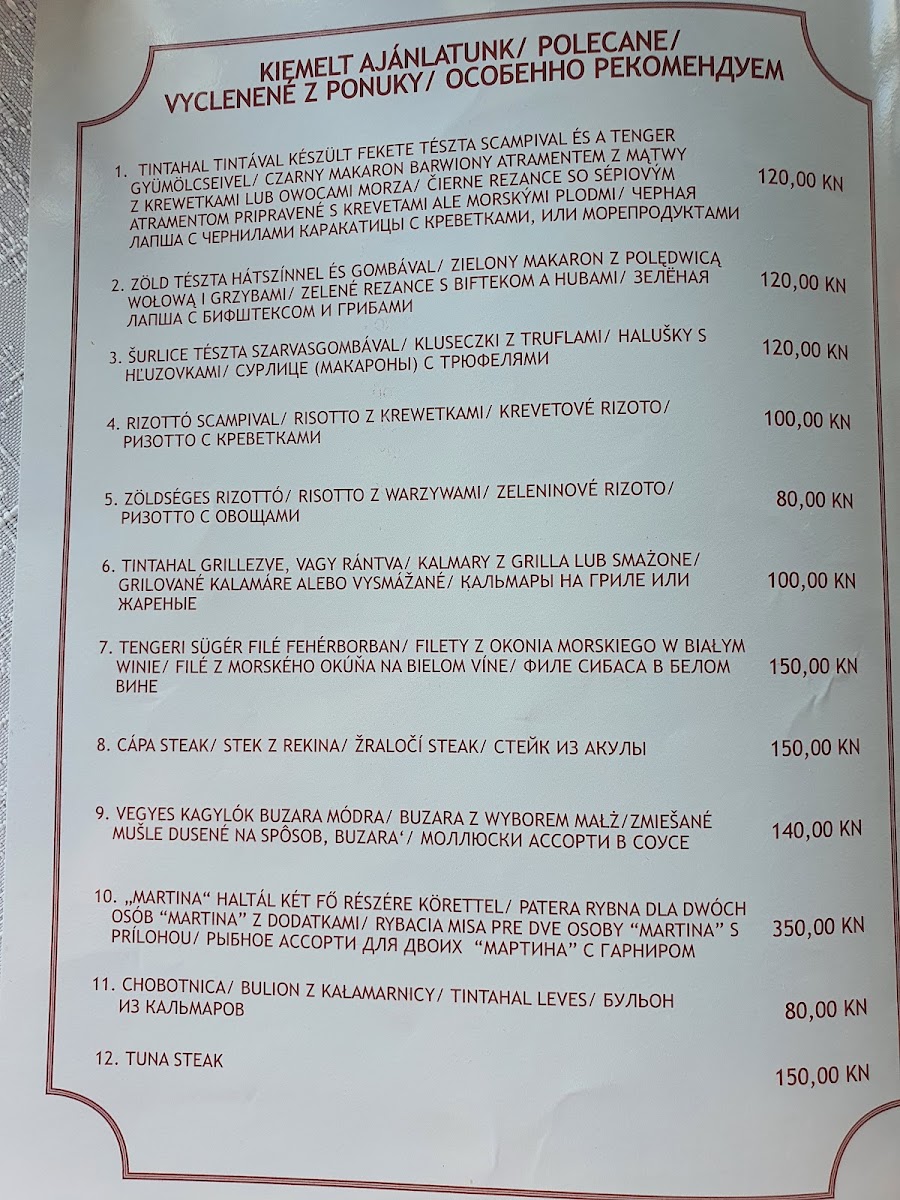 KIEMELT AJÁNLATUNK/ POLECANE/
VYCLENENÉ Z PONUKY/ ОСОБЕННО РЕКОМЕНДУЕМ
1. TINTAHAL TINTÁVAL KÉSZÜLT FEKETE TÉSZTA SCAMPIVAL ÉS A TENGER
GYÜMÖLCSEIVEL/ CZARNY MAKARON BARWIONY ATRAMENTEM Z MĄTWY
Z KREWETKAMI LUB OWOCAMI MORZA/ ČIERNE REZANCE SO SÉPIOVÝM
ATRAMENTOM PRIPRAVENÉ S KREVETAMI ALE MORSKÝMI PLODMI/ ЧЕРНАЯ
ЛАПША С ЧЕРНИЛАМИ КАРАКАТИЦЫ С КРЕВЕТКАМИ, ИЛИ МОРЕПРОДУКТАМИ
120,00 KN
2. ZÖLD TÉSZTA HÁTSZÍNNEL ÉS GOMBÁVAL/ ZIELONY MAKARON Z POLĘDWICĄ
WOŁOWĄ I GRZYBAMI/ ZELENÉ REZANCE S BIFTEKOM A HUBAMI/ ЗЕЛЁНАЯ
ЛАПША С БИФШТЕКСОМ И ГРИБАМИ
120,00 KN
3. ŠURLICE TÉSZTA SZARVASGOMBÁVAL/ KLUSECZKI Z TRUFLAMI/ HALUŠKY S
HĽUZOVKAMI/ СУРЛИЦЕ (МАКАРОНЫ) С ТРЮФЕЛЯМИ
120,00 KN
4. RIZOTTÓ SCAMPIVAL/ RISOTTO Z KREWETKAMI/ KREVETOVÉ RIZOTO/
РИЗОТТО С КРЕВЕТКАМИ
100,00 KN
5. ZÖLDSÉGES RIZOTTÓ/ RISOTTO Z WARZYWAMI/ ZELENINOVÉ RIZOTO/
РИЗОТТО С ОВОЩАМИ
80,00 KN
6. TINTAHAL GRILLEZVE, VAGY RÁNTVA/ KALMARY Z GRILLA LUB SMAŻONE/
GRILOVANÉ KALAMÁRE ALEBO VYSMÁŽANÉ/ КАЛЬМАРЫ НА ГРИЛЕ ИЛИ
ЖАРЕНЫЕ
100,00 KN
7. TENGERI SÜGÉR FILÉ FEHÉRBORBAN/ FILETY Z OKONIA MORSKIEGO W BIAŁYM
WINIE/ FILÉ Z MORSKÉHO OKÚŇA NA BIELOM VÍNE/ ФИЛЕ СИБАСА В БЕЛОМ
ВИНЕ
150,00 KN
8. CÁPA STEAK/ STEK Z REKINA/ ŽRALOČÍ STEAK/ СТЕЙК ИЗ АКУЛЫ
150,00 KN
9. VEGYES KAGYLÓK BUZARA MÓDRA/ BUZARA Z WYBOREM MAŁŻ/ZMIEŠANÉ
MUŠLE DUSENÉ NA SPÔSOB, BUZARA‘/ МОЛЛЮСКИ АССОРТИ В СОУСЕ
140,00 KN
10. „MARTINA“ HALTÁL KÉT FŐ RÉSZÉRE KÖRETTEL/ PATERA RYBNA DLA DWÓCH
OSÓB “MARTINA” Z DODATKAMI/ RYBACIA MISA PRE DVE OSOBY “MARTINA” S
PRÍLOHOU/ РЫБНОЕ АССОРТИ ДЛЯ ДВОИХ “МАРТИНА” С ГАРНИРОМ
350,00 KN
11. CHOBOTNICA/ BULION Z KAŁAMARNICY/ TINTAHAL LEVES/ БУЛЬОН
ИЗ КАЛЬМАРОВ
80,00 KN
12. TUNA STEAK
150,00 KN